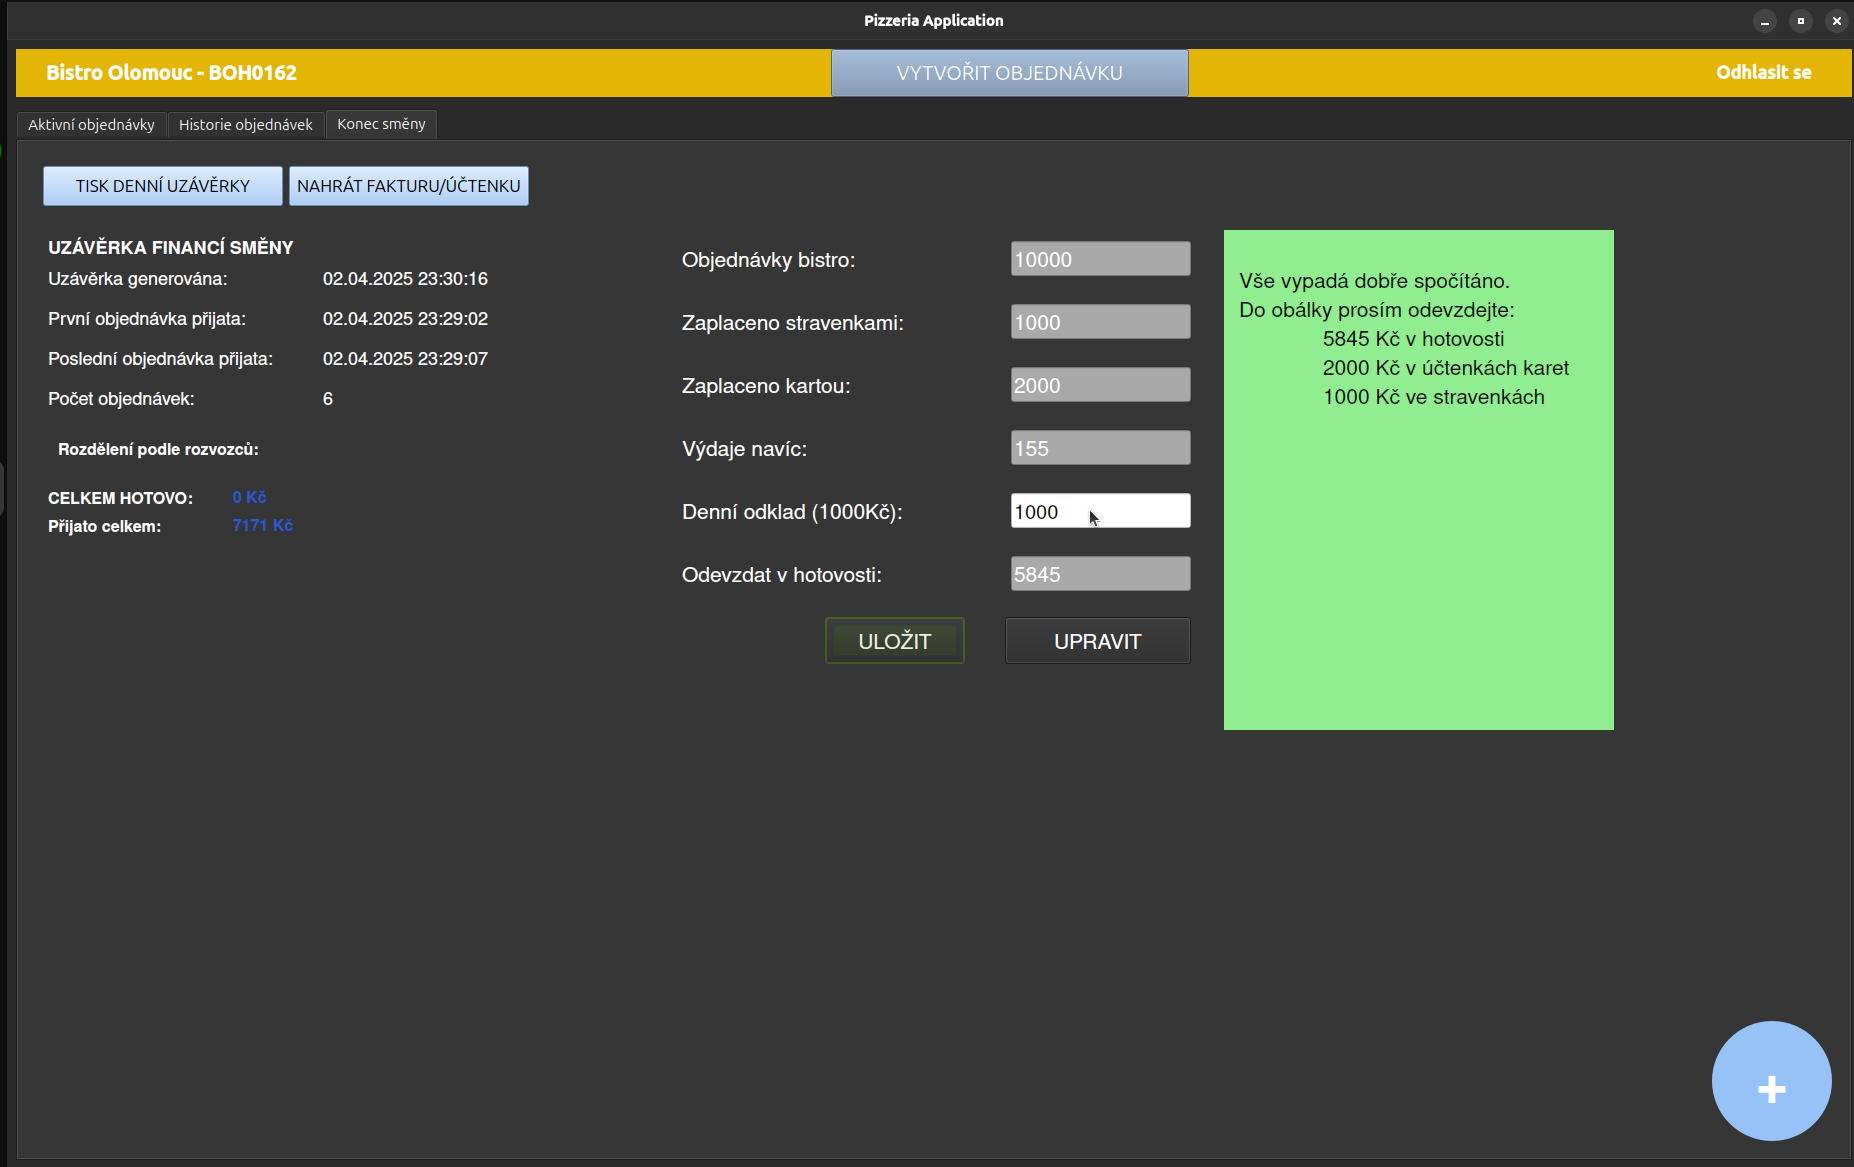 Pizzeria Application
Bistro Olomouc - BOH0162
VYTVOŘIT OBJEDNÁVKU
Odhlasit se
Aktivní objednávky
Historie objednávek
Konec směny
TISK DENNÍ UZÁVĚRKY
NAHRÁT FAKTURU/ÚČTENKU
UZÁVĚRKA FINANCÍ SMĚNY
Uzávěrka generována: 02.04.2025 23:30:16
První objednávka přijata: 02.04.2025 23:29:02
Poslední objednávka přijata: 02.04.2025 23:29:07
Počet objednávek: 6
Rozdělení podle rozvozců:
CELKEM HOTOVO: 0 Kč
Přijato celkem: 7171 Kč
Objednávky bistro: 10000
Zaplaceno stravenkami: 1000
Zaplaceno kartou: 2000
Výdaje navíc: 155
Denní odklad (1000Kč): 1000
Odevzdat v hotovosti: 5845
ULOŽIT
UPRAVIT
Vše vypadá dobře spočítáno.
Do obálky prosím odevzdejte:
5845 Kč v hotovosti
2000 Kč v účtenkách karet
1000 Kč ve stravenkách
+